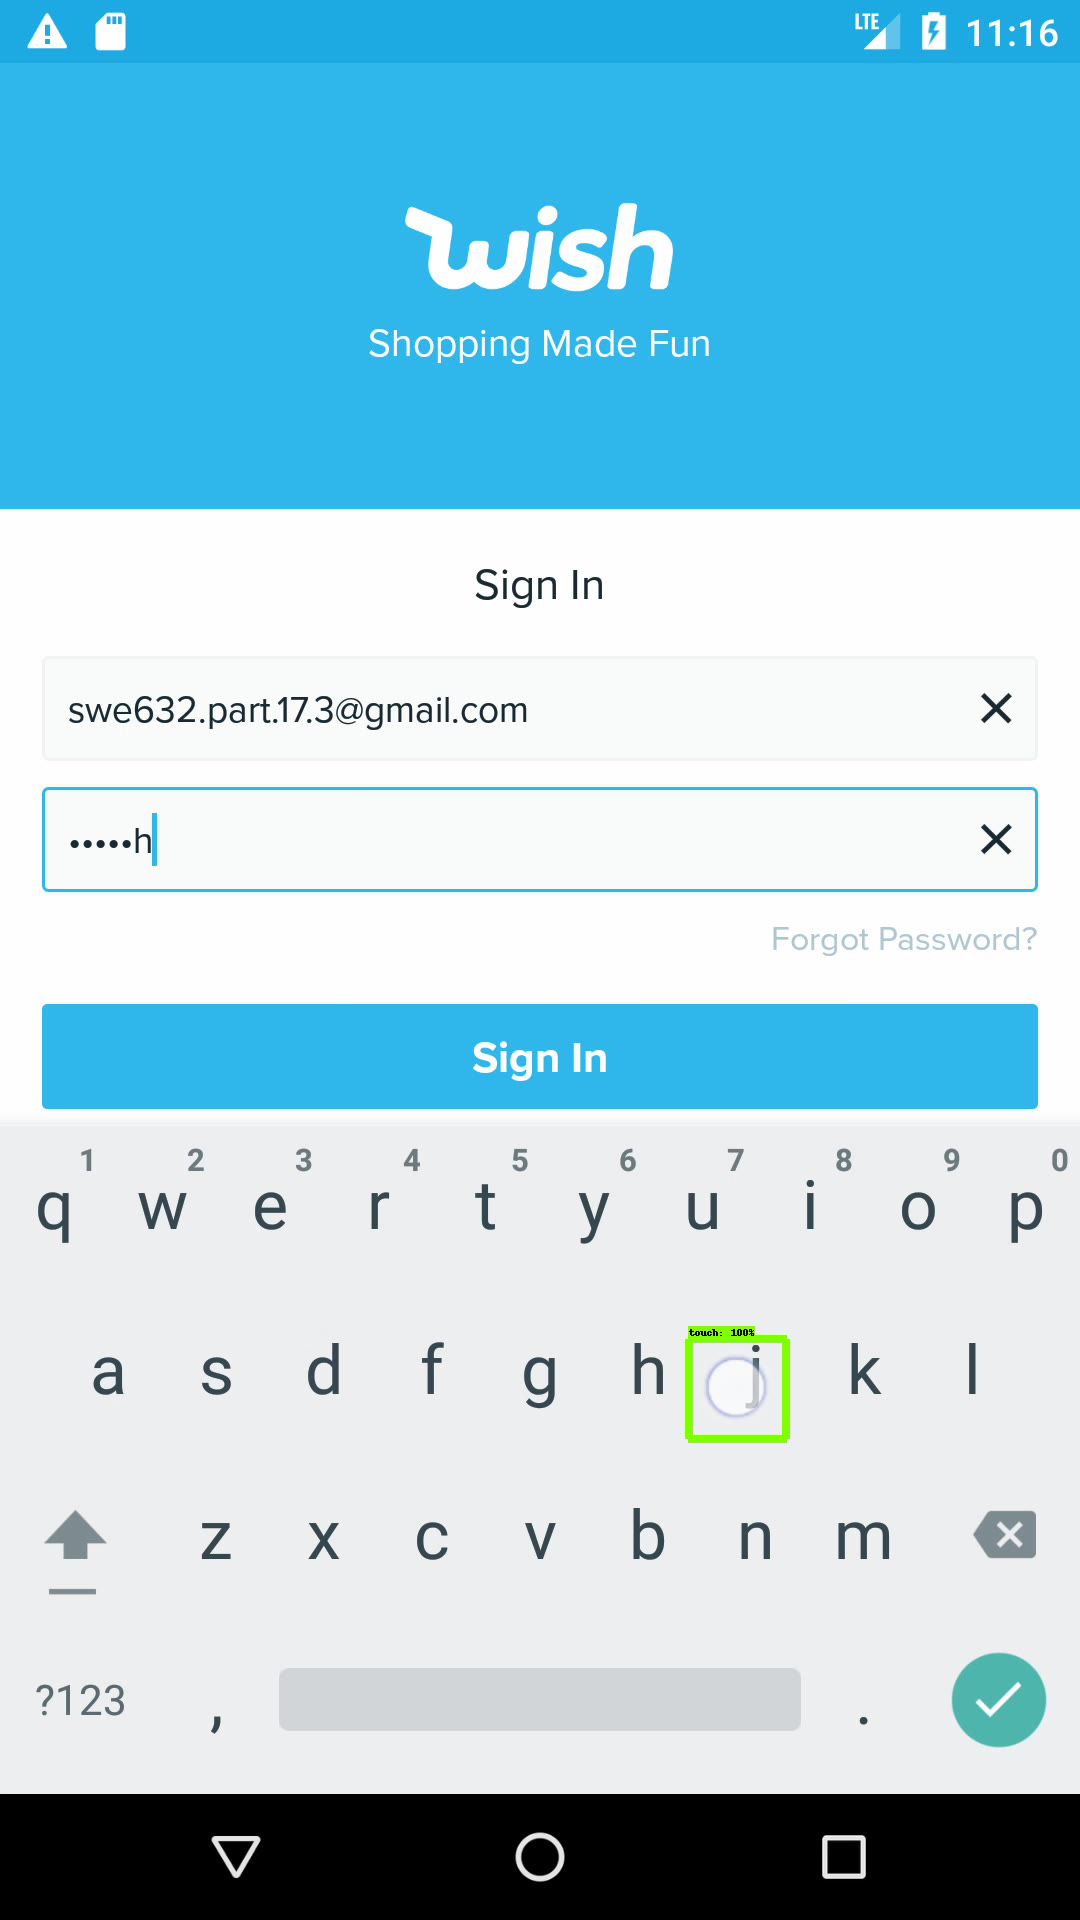 LTE 11:16
wish
Shopping Made Fun
Sign In
swe632.part.17.3@gmail.com
•••••h
Forgot Password?
Sign In
1 2 3 4 5 6 7 8 9 0
q w e r t y u i o p
touch: 100%
a s d f g h j k l
z x c v b n m
?123 , .